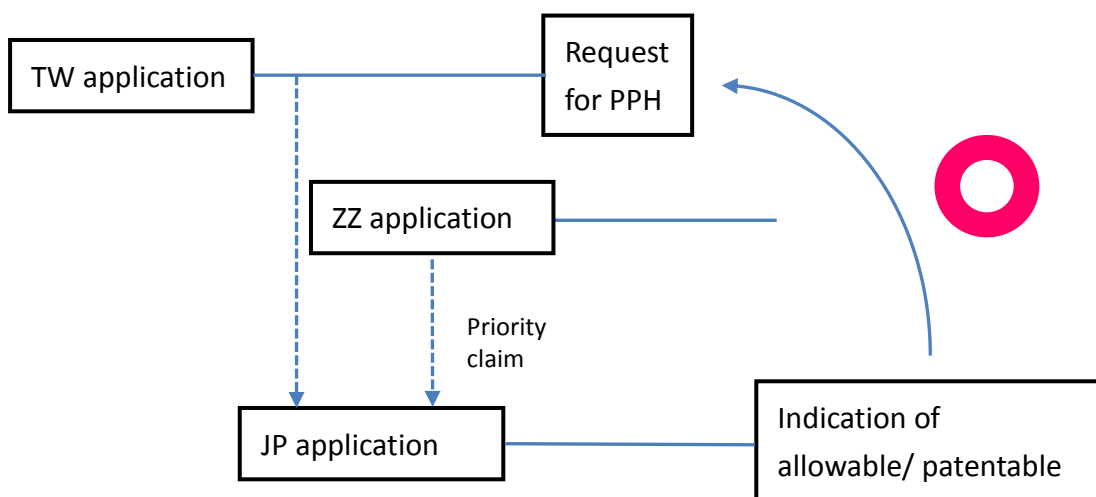 TW application
Request
for PPH
ZZ application
Priority
claim
JP application
Indication of
allowable/ patentable